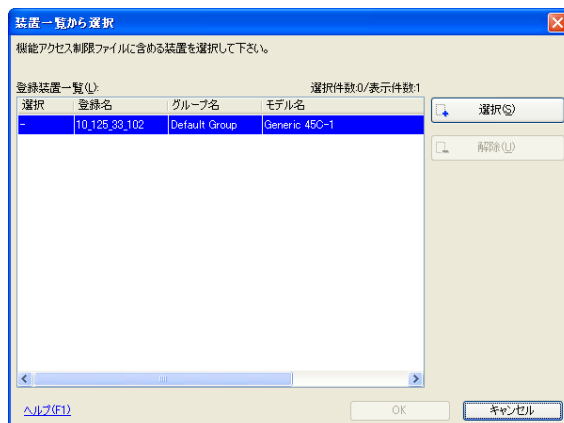 装置一覧から選択
機能アクセス制限ファイルに含める装置を選択して下さい。
登録装置一覧(L): 選択件数:0/表示件数:1
選択 登録名 グループ名 モデル名
- 10_125_33_102 Default Group Generic 45C-1
選択(S)
解除(U)
ヘルプ(F1)
OK
キャンセル